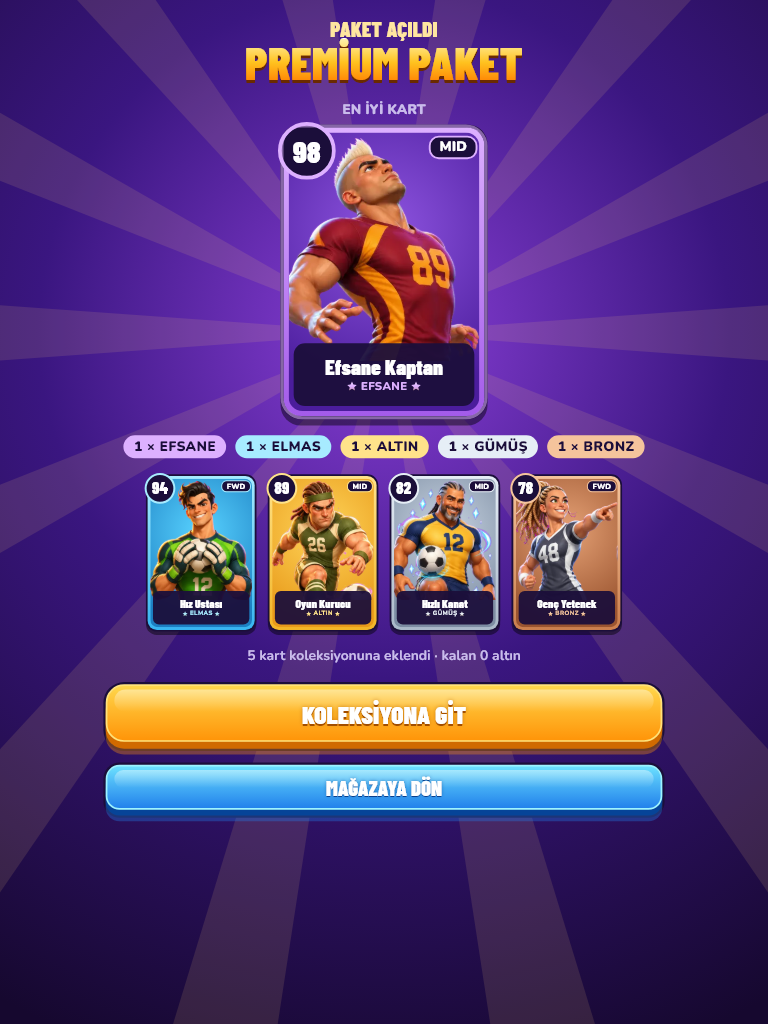 PAKET AÇILDI
PREMİUM PAKET
EN İYİ KART
98
MID
89
Efsane Kaptan
★ EFSANE ★
1 × EFSANE
1 × ELMAS
1 × ALTIN
1 × GÜMÜŞ
1 × BRONZ
94
FWD
12
Hız Ustası
★ ELMAS ★
89
MID
26
Oyun Kurucu
★ ALTIN ★
82
MID
12
Hızlı Kanat
★ GÜMÜŞ ★
78
FWD
48
Genç Yetenek
★ BRONZ ★
5 kart koleksiyonuna eklendi · kalan 0 altın
KOLEKSİYONA GİT
MAĞAZAYA DÖN